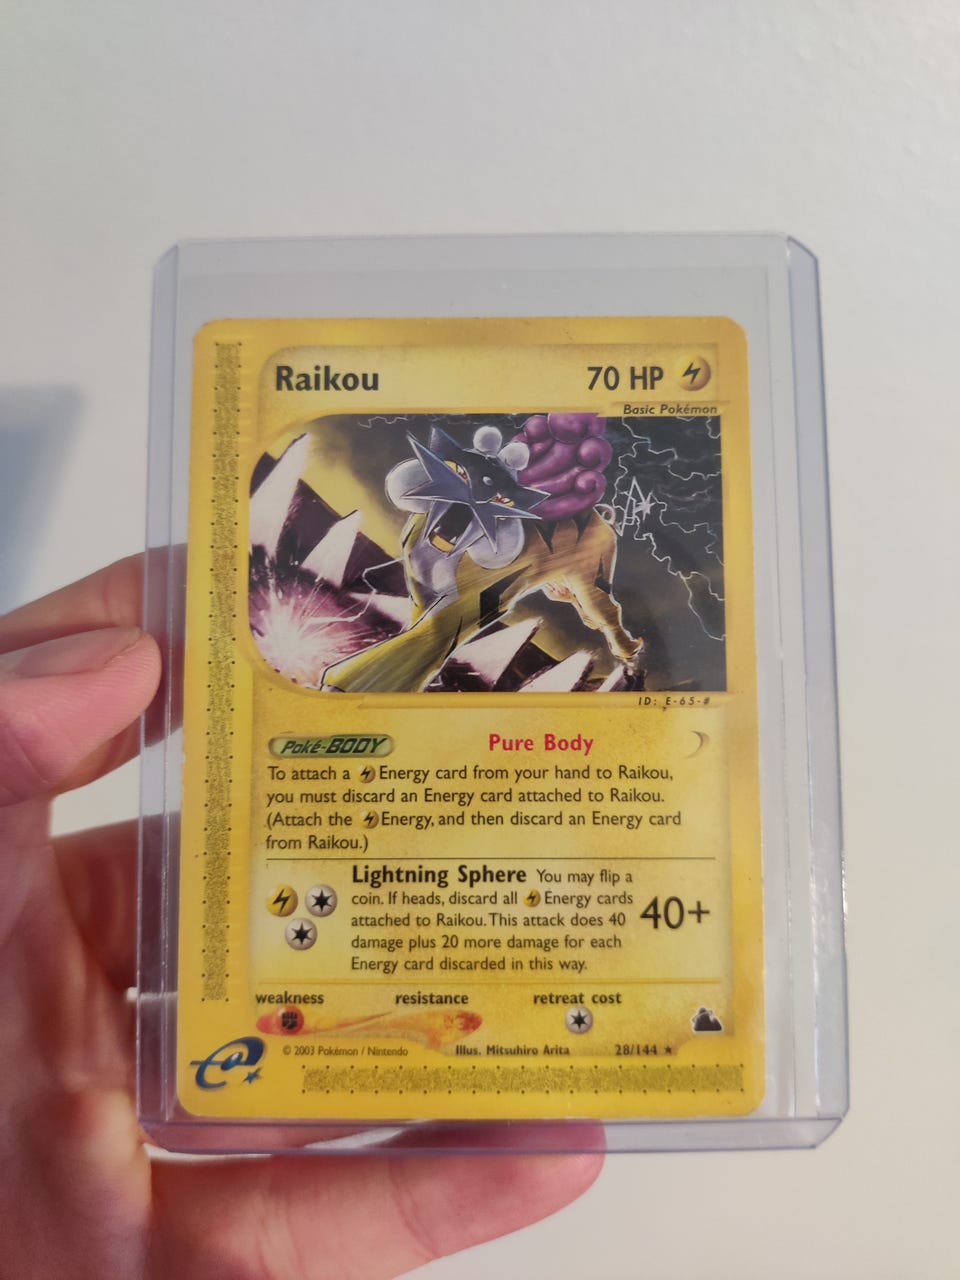 Raikou 70 HP
Basic Pokémon
ID: E-65-#
Poké-BODY Pure Body
To attach a Energy card from your hand to Raikou,
you must discard an Energy card attached to Raikou.
(Attach the Energy, and then discard an Energy card
from Raikou.)
Lightning Sphere You may flip a
coin. If heads, discard all Energy cards
attached to Raikou. This attack does 40
damage plus 20 more damage for each
Energy card discarded in this way.
40+
weakness resistance retreat cost
e
© 2003 Pokémon / Nintendo Illus. Mitsuhiro Arita 28/144 ★